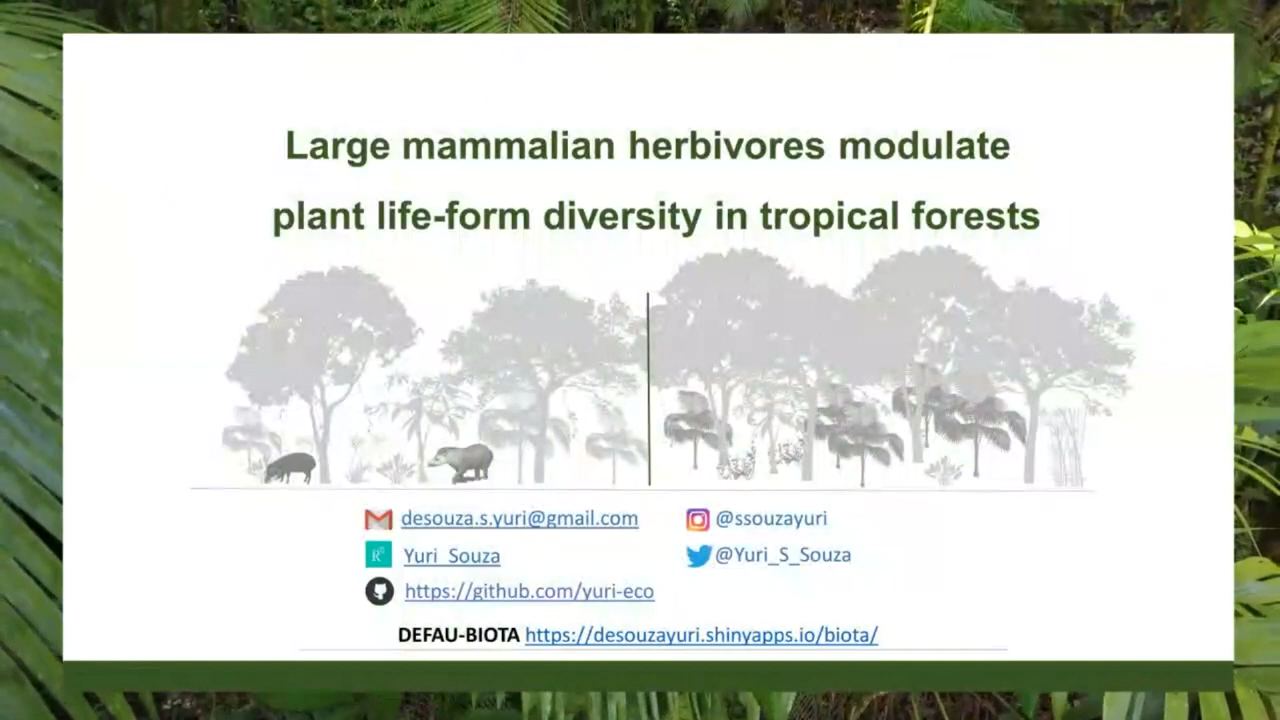 Large mammalian herbivores modulate
plant life-form diversity in tropical forests
desouza.s.yuri@gmail.com
@ssouzayuri
R^G
Yuri_Souza
@Yuri_S_Souza
https://github.com/yuri-eco
DEFAU-BIOTA https://desouzayuri.shinyapps.io/biota/